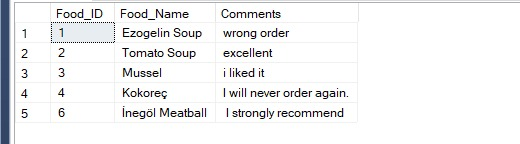 Food_ID Food_Name Comments
1 1 Ezogelin Soup wrong order
2 2 Tomato Soup excellent
3 3 Mussel i liked it
4 4 Kokoreç I will never order again.
5 6 İnegöl Meatball I strongly recommend